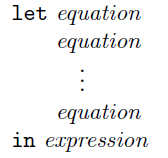 let equation
equation
⋮
equation
in expression